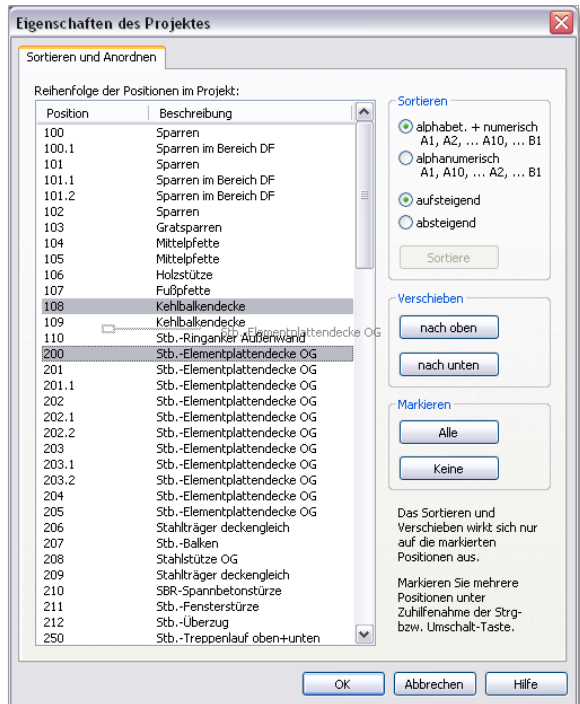 Eigenschaften des Projektes
Sortieren und Anordnen
Reihenfolge der Positionen im Projekt:
Position Beschreibung
100 Sparren
100.1 Sparren im Bereich DF
101 Sparren
101.1 Sparren im Bereich DF
101.2 Sparren im Bereich DF
102 Sparren
103 Gratsparren
104 Mittelpfette
105 Mittelpfette
106 Holzstütze
107 Fußpfette
108 Kehlbalkendecke
109 Kehlbalkendecke
Stb.-Elementplattendecke OG
110 Stb.-Ringanker Außenwand
200 Stb.-Elementplattendecke OG
201 Stb.-Elementplattendecke OG
201.1 Stb.-Elementplattendecke OG
202 Stb.-Elementplattendecke OG
202.1 Stb.-Elementplattendecke OG
202.2 Stb.-Elementplattendecke OG
203 Stb.-Elementplattendecke OG
203.1 Stb.-Elementplattendecke OG
203.2 Stb.-Elementplattendecke OG
204 Stb.-Elementplattendecke OG
205 Stb.-Elementplattendecke OG
206 Stahlträger deckengleich
207 Stb.-Balken
208 Stahlstütze OG
209 Stahlträger deckengleich
210 SBR-Spannbetonstürze
211 Stb.-Fensterstürze
212 Stb.-Überzug
250 Stb.-Treppenlauf oben+unten
Sortieren
alphabet. + numerisch
A1, A2, ... A10, ... B1
alphanumerisch
A1, A10, ... A2, ... B1
aufsteigend
absteigend
Sortiere
Verschieben
nach oben
nach unten
Markieren
Alle
Keine
Das Sortieren und
Verschieben wirkt sich nur
auf die markierten
Positionen aus.
Markieren Sie mehrere
Positionen unter
Zuhilfenahme der Strg-
bzw. Umschalt-Taste.
OK Abbrechen Hilfe